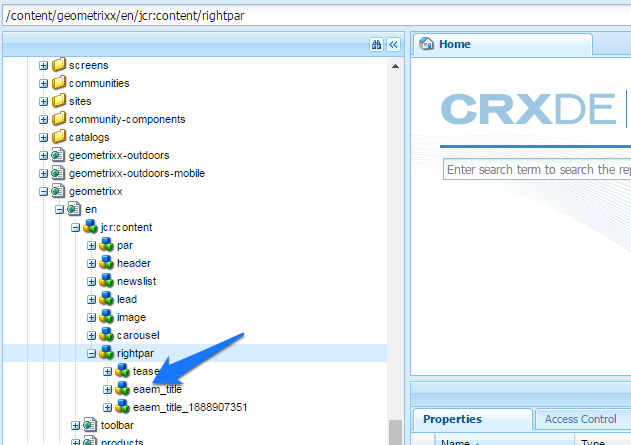 /content/geometrixx/en/jcr:content/rightpar
screens
communities
sites
community-components
catalogs
geometrixx-outdoors
geometrixx-outdoors-mobile
geometrixx
en
jcr:content
par
header
newslist
lead
image
carousel
rightpar
tease
eaem_title
eaem_title_1888907351
toolbar
products
Home
CRXDE
Enter search term to search the rep
Properties
Access Control
Name
Type